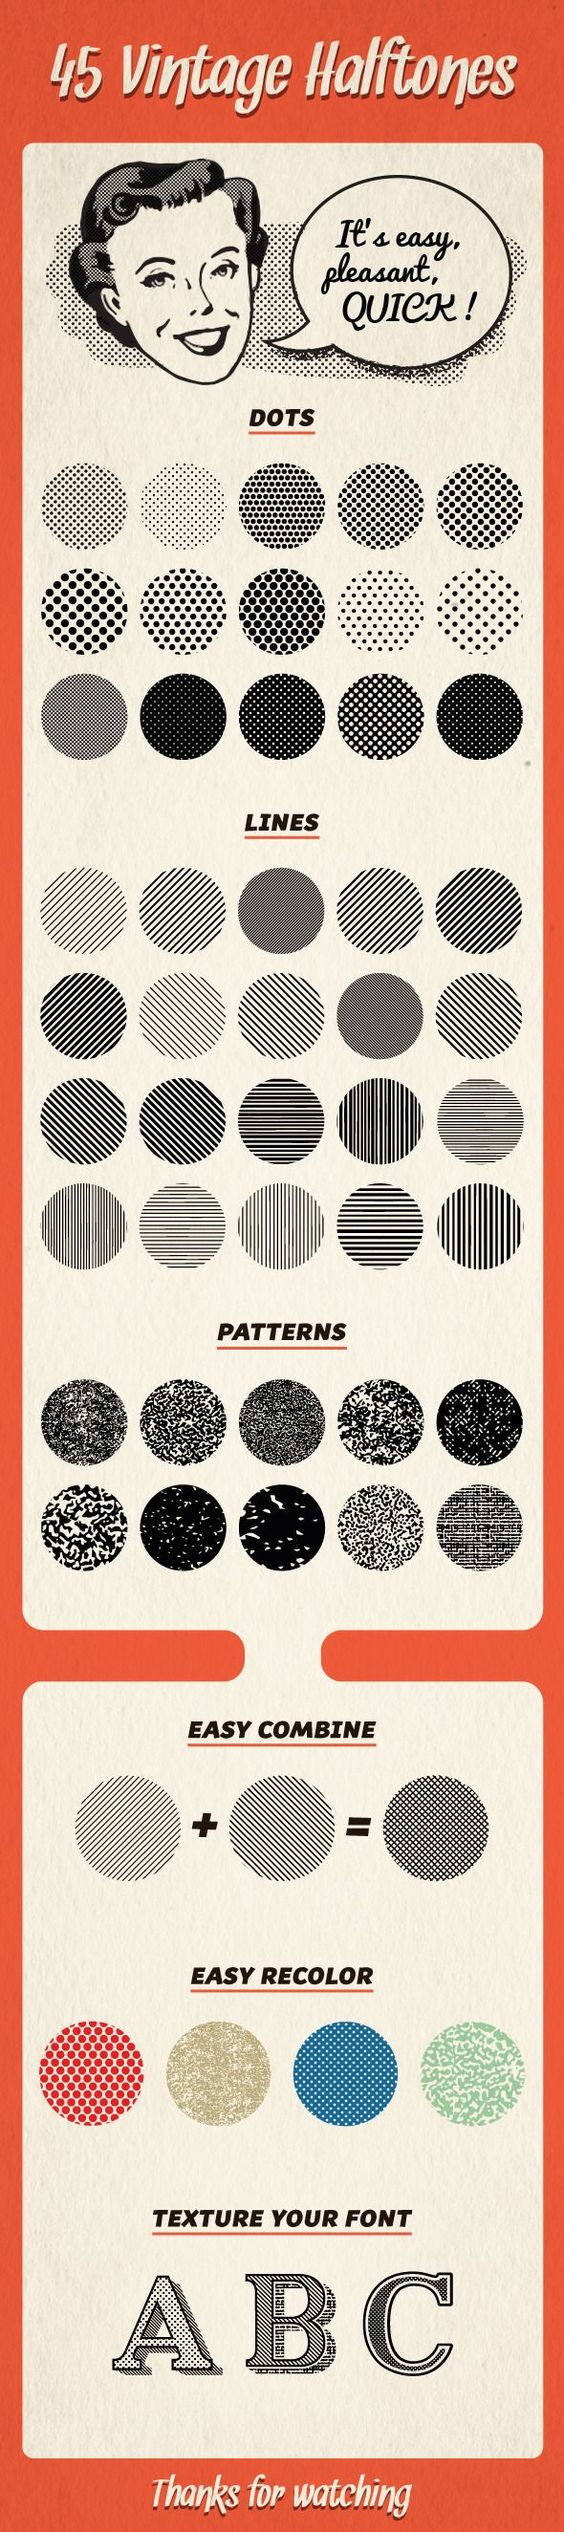 45 Vintage Halftones
It's easy,
pleasant,
QUICK !
DOTS
LINES
PATTERNS
EASY COMBINE
+ =
EASY RECOLOR
TEXTURE YOUR FONT
ABC
Thanks for watching